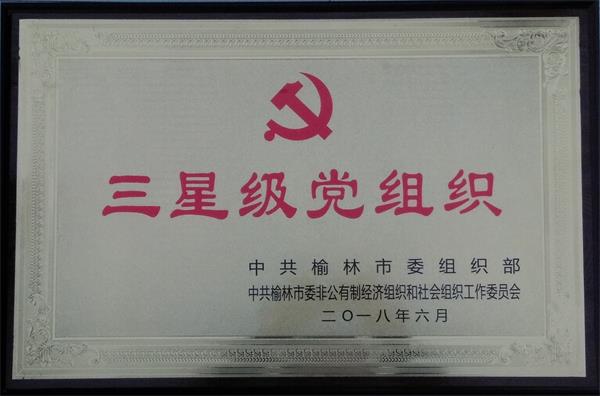 三星级党组织
中共榆林市委组织部
中共榆林市委非公有制经济组织和社会组织工作委员会
二〇一八年六月